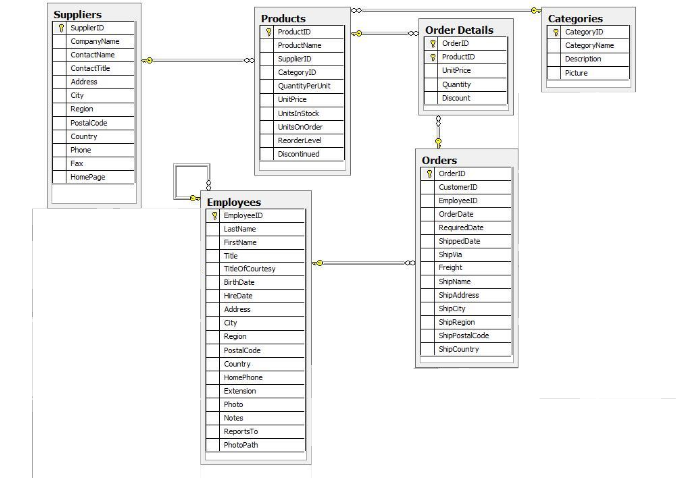 Suppliers
SupplierID
CompanyName
ContactName
ContactTitle
Address
City
Region
PostalCode
Country
Phone
Fax
HomePage
Products
ProductID
ProductName
SupplierID
CategoryID
QuantityPerUnit
UnitPrice
UnitsInStock
UnitsOnOrder
ReorderLevel
Discontinued
Order Details
OrderID
ProductID
UnitPrice
Quantity
Discount
Categories
CategoryID
CategoryName
Description
Picture
Employees
EmployeeID
LastName
FirstName
Title
TitleOfCourtesy
BirthDate
HireDate
Address
City
Region
PostalCode
Country
HomePhone
Extension
Photo
Notes
ReportsTo
PhotoPath
Orders
OrderID
CustomerID
EmployeeID
OrderDate
RequiredDate
ShippedDate
ShipVia
Freight
ShipName
ShipAddress
ShipCity
ShipRegion
ShipPostalCode
ShipCountry